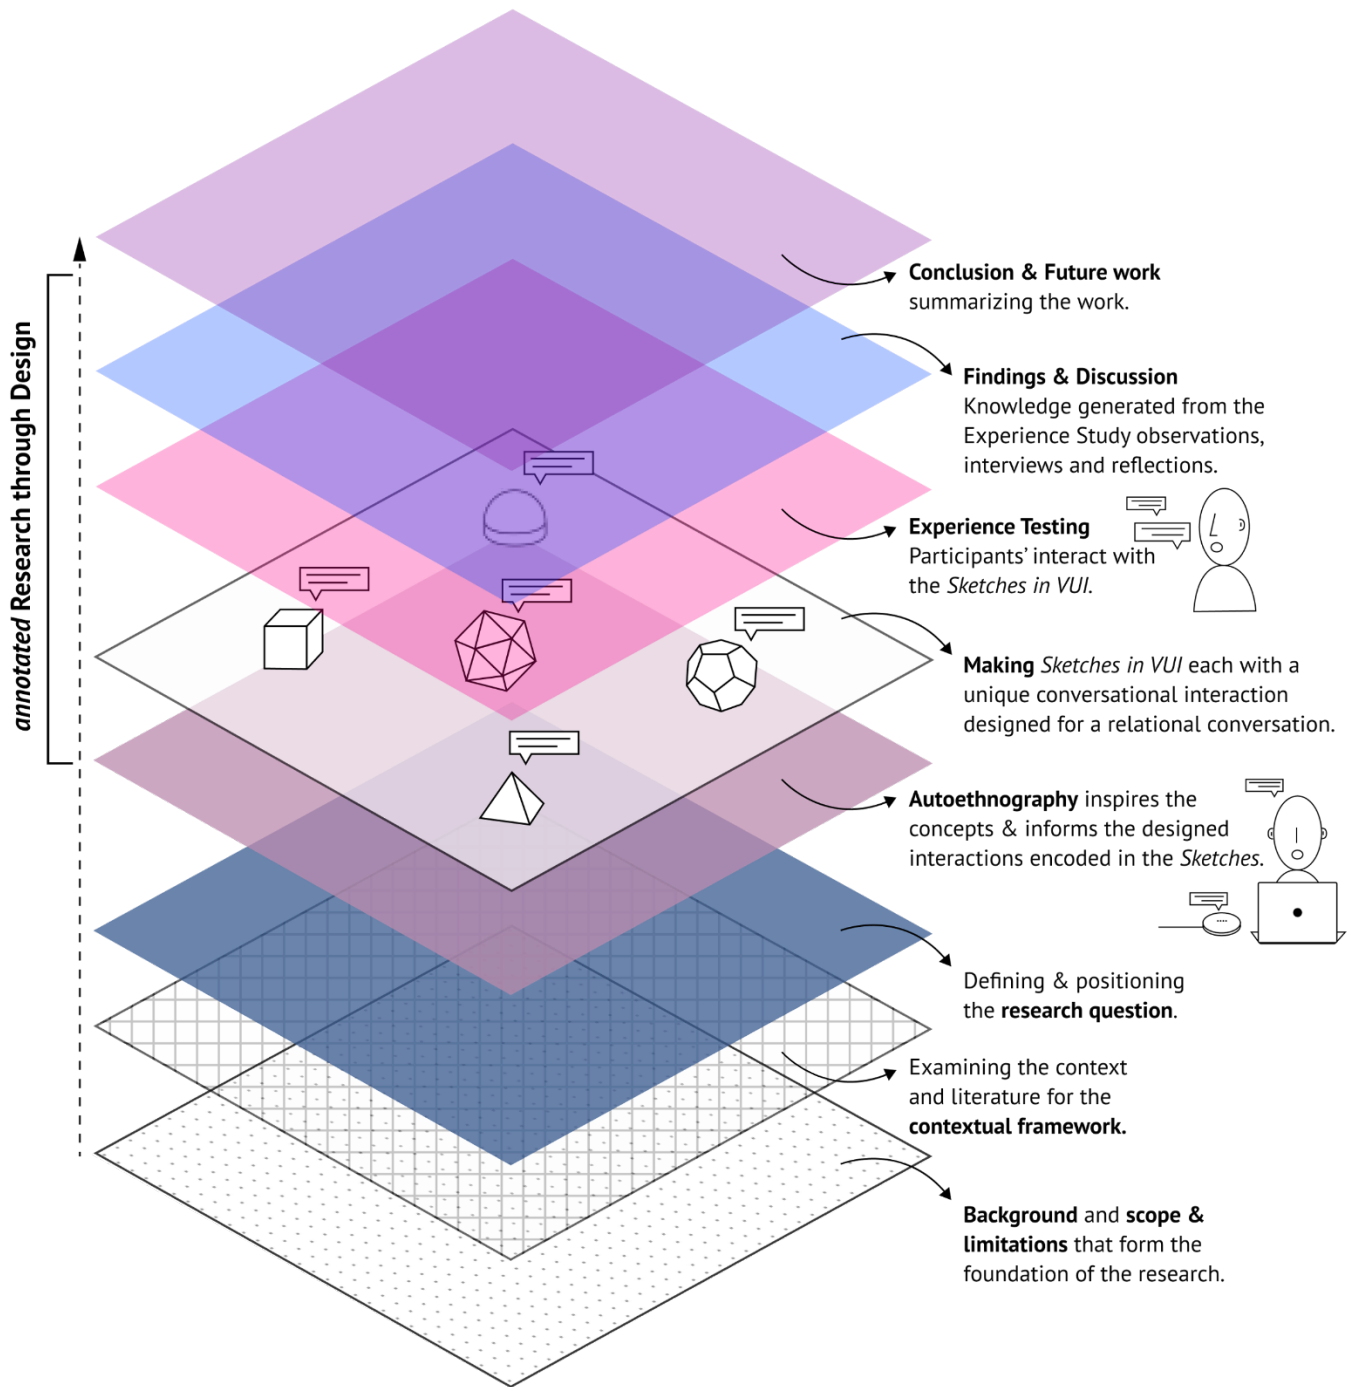 annotated Research through Design
Conclusion & Future work
summarizing the work.
Findings & Discussion
Knowledge generated from the
Experience Study observations,
interviews and reflections.
Experience Testing
Participants’ interact with
the Sketches in VUI.
Making Sketches in VUI each with a
unique conversational interaction
designed for a relational conversation.
Autoethnography inspires the
concepts & informs the designed
interactions encoded in the Sketches.
Defining & positioning
the research question.
Examining the context
and literature for the
contextual framework.
Background and scope &
limitations that form the
foundation of the research.